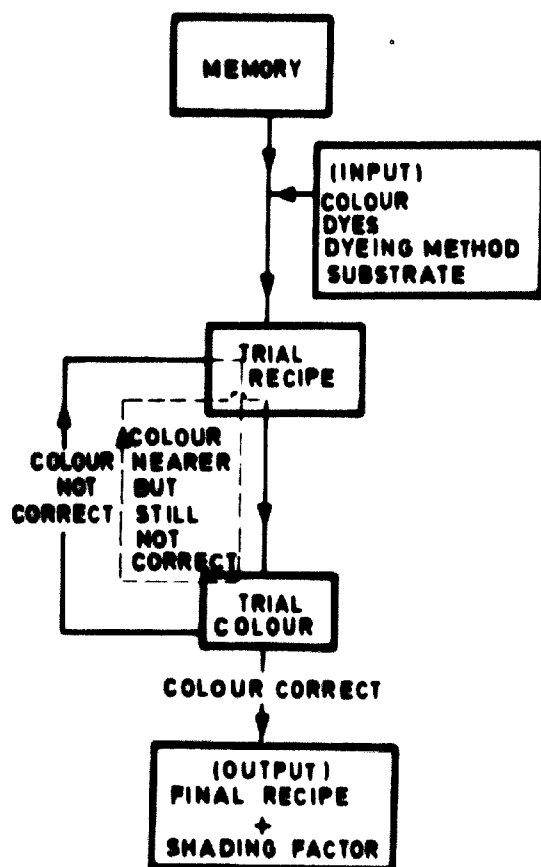 MEMORY
(INPUT)
COLOUR
DYES
DYEING METHOD
SUBSTRATE
TRIAL
RECIPE
COLOUR
NOT
CORRECT
COLOUR
NEARER
BUT
STILL
NOT
CORRECT
TRIAL
COLOUR
COLOUR CORRECT
(OUTPUT)
FINAL RECIPE
+
SHADING FACTOR